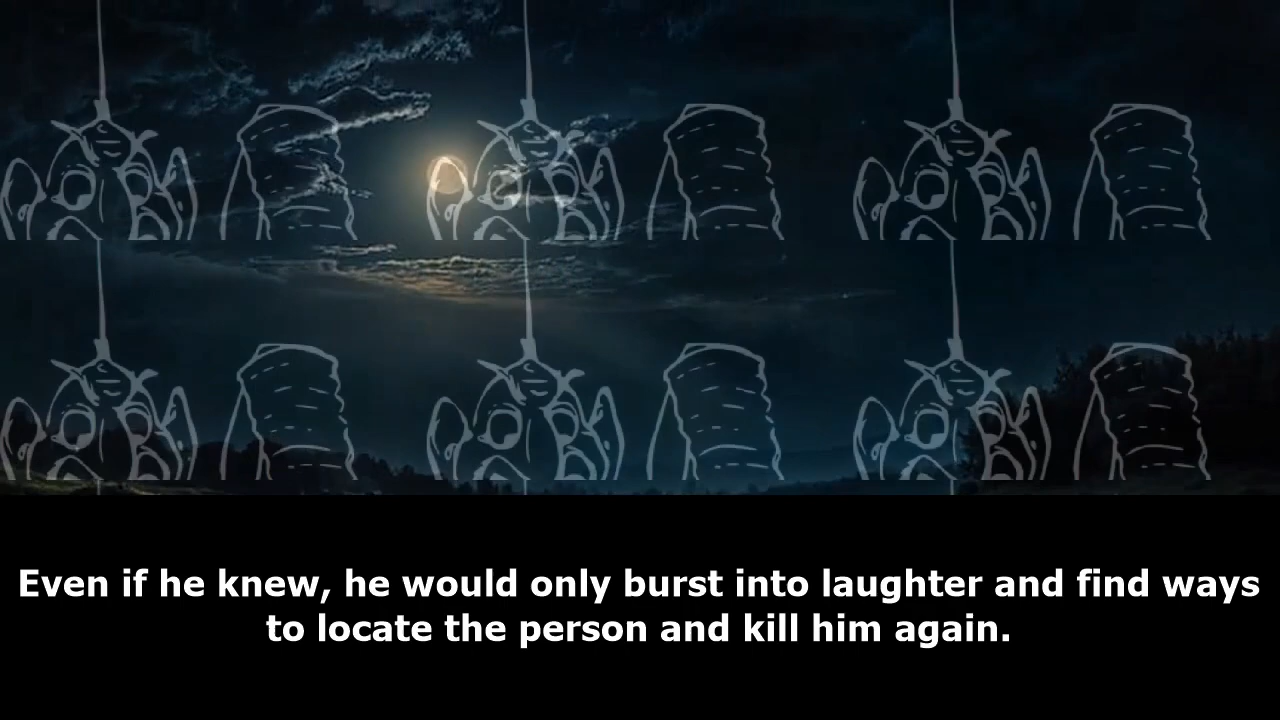 Even if he knew, he would only burst into laughter and find ways
to locate the person and kill him again.